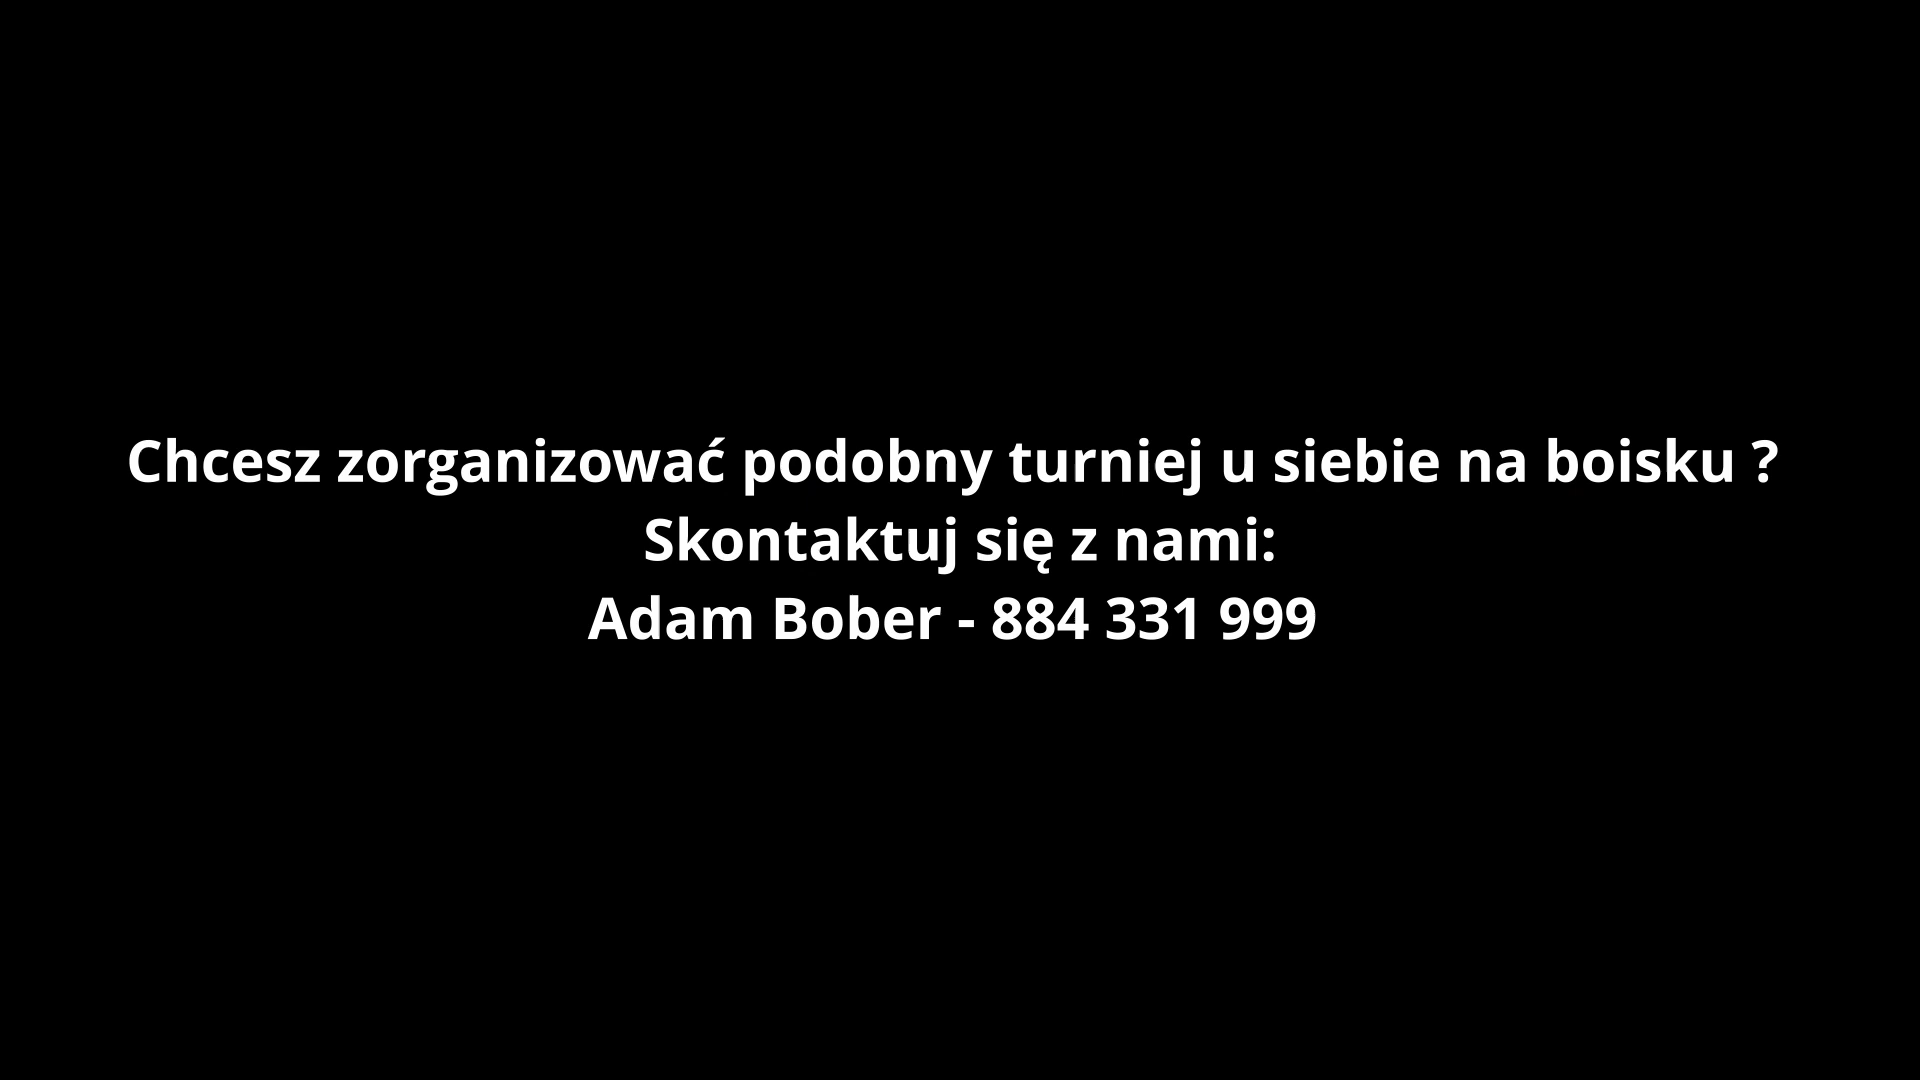 Chcesz zorganizować podobny turniej u siebie na boisku ?
Skontaktuj się z nami:
Adam Bober - 884 331 999